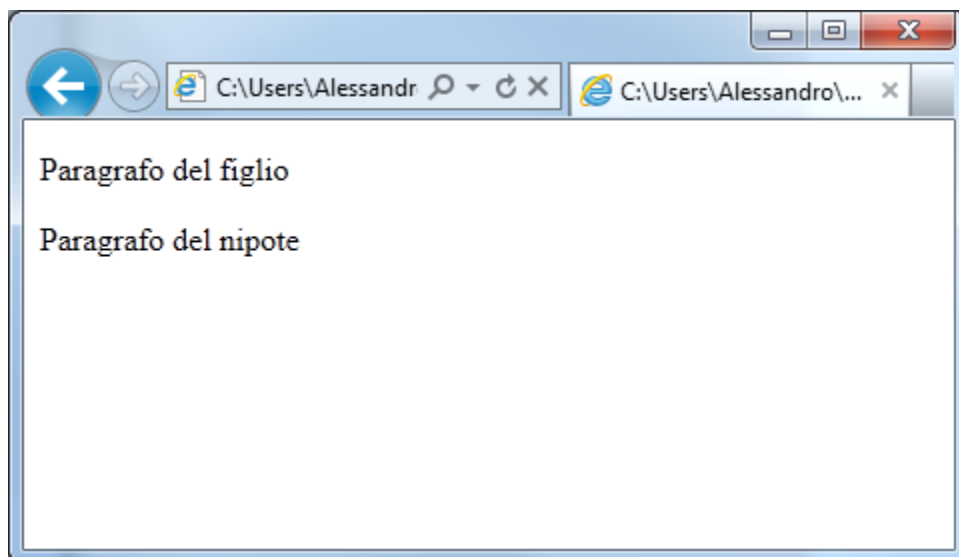 C:\Users\Alessandr
C:\Users\Alessandro\...
Paragrafo del figlio
Paragrafo del nipote